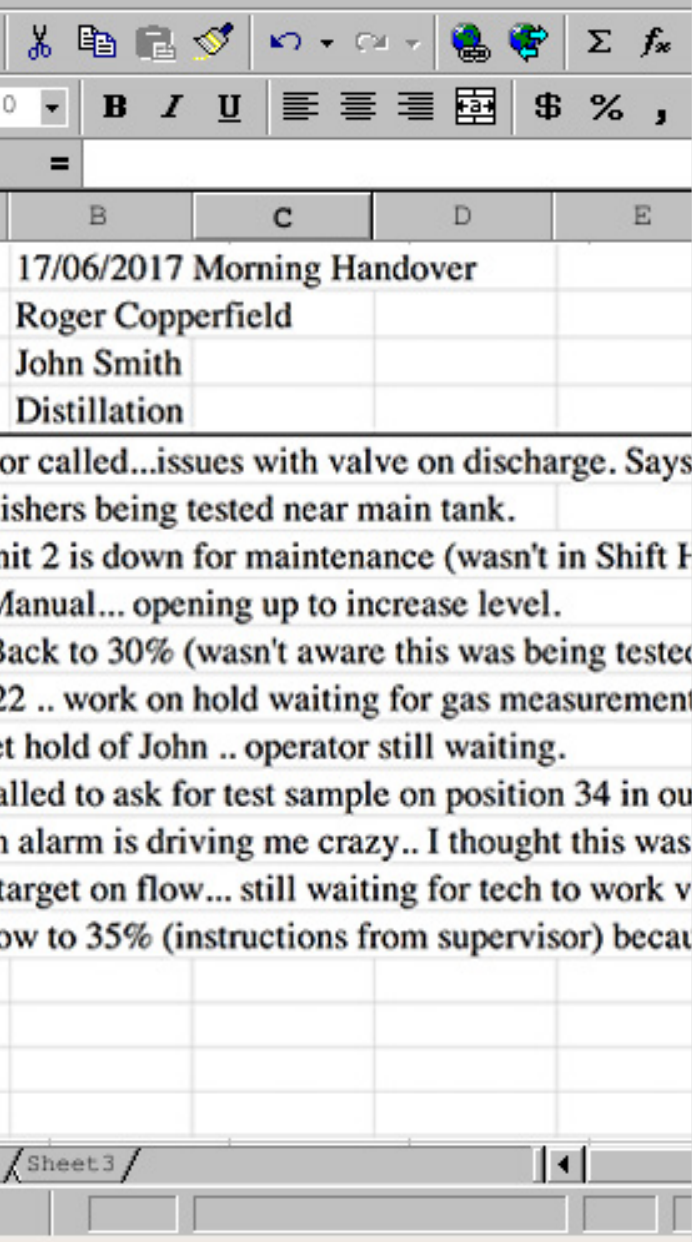 0 B I U $ % ,
=
B C D E
17/06/2017 Morning Handover
Roger Copperfield
John Smith
Distillation
or called...issues with valve on discharge. Says
ishers being tested near main tank.
nit 2 is down for maintenance (wasn't in Shift H
Manual... opening up to increase level.
Back to 30% (wasn't aware this was being tested
22 .. work on hold waiting for gas measurement
et hold of John .. operator still waiting.
alled to ask for test sample on position 34 in ou
n alarm is driving me crazy.. I thought this was
target on flow... still waiting for tech to work v
ow to 35% (instructions from supervisor) becau
Sheet3